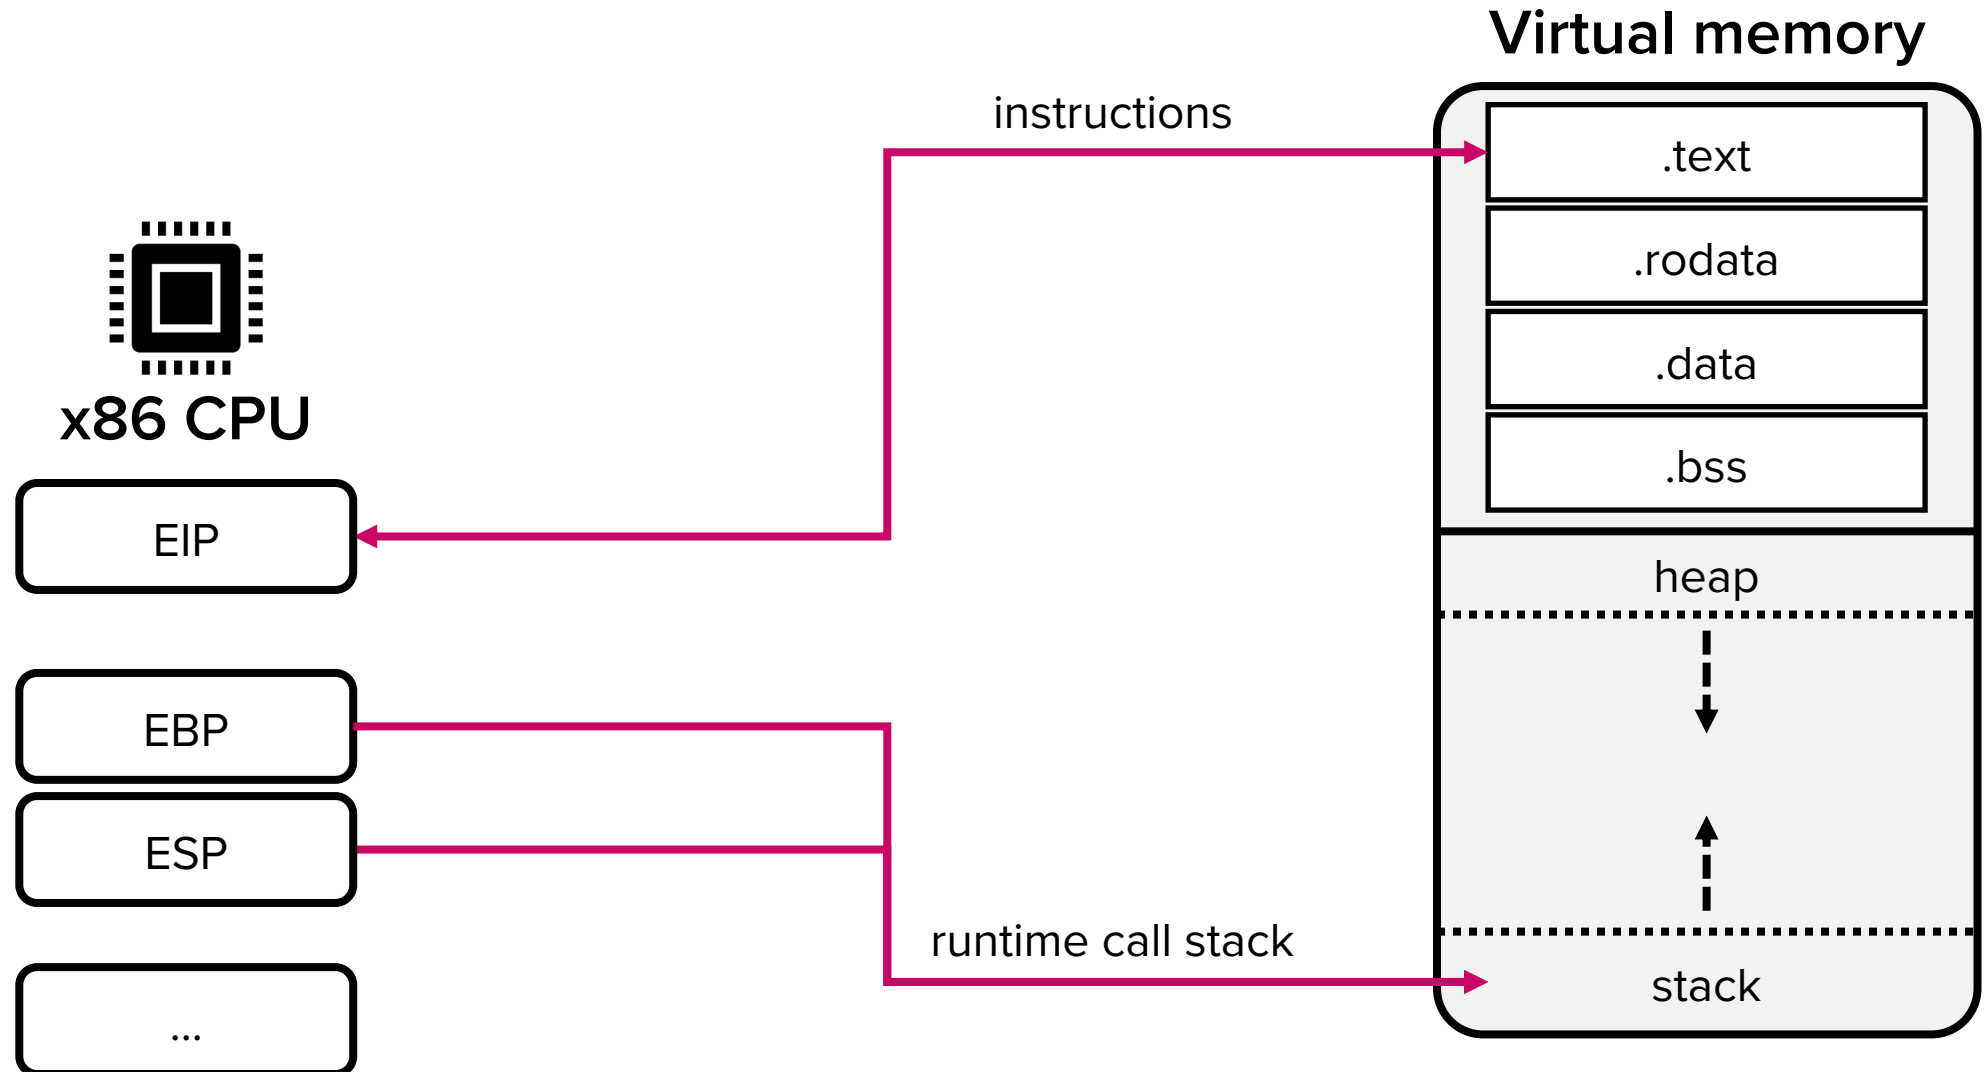 Virtual memory
instructions
.text
.rodata
.data
.bss
x86 CPU
EIP
heap
EBP
ESP
runtime call stack
stack
...